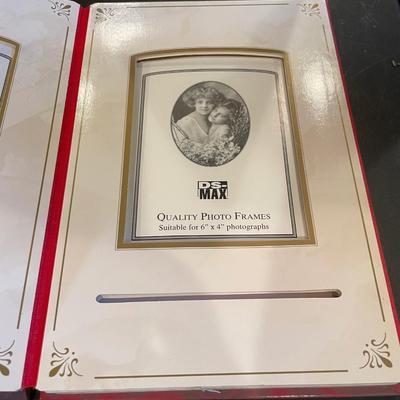 DS-
MAX
QUALITY PHOTO FRAMES
Suitable for 6" x 4" photographs